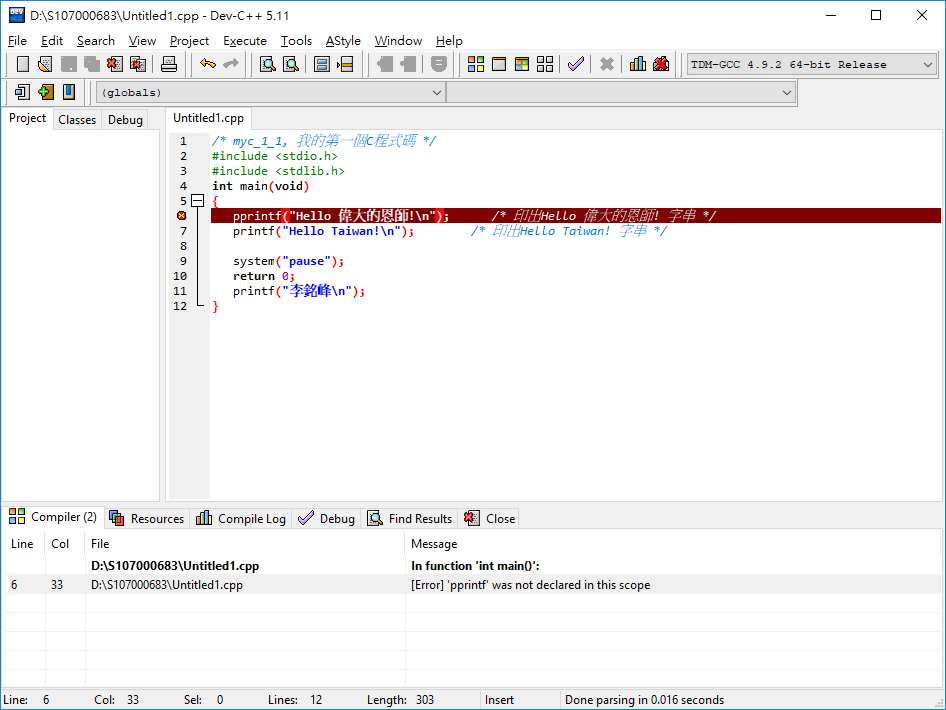 D:\S107000683\Untitled1.cpp - Dev-C++ 5.11
File Edit Search View Project Execute Tools AStyle Window Help
TDM-GCC 4.9.2 64-bit Release
(globals)
Project Classes Debug Untitled1.cpp
1 /* myc_1_1, 我的第一個C程式碼 */
2 #include <stdio.h>
3 #include <stdlib.h>
4 int main(void)
5 {
pprintf("Hello 偉大的恩師!\n"); /* 印出Hello 偉大的恩師! 字串 */
7 printf("Hello Taiwan!\n"); /* 印出Hello Taiwan! 字串 */
8
9 system("pause");
10 return 0;
11 printf("李銘峰\n");
12 }
Compiler (2) Resources Compile Log Debug Find Results Close
Line Col File Message
D:\S107000683\Untitled1.cpp In function 'int main()':
6 33 D:\S107000683\Untitled1.cpp [Error] 'pprintf' was not declared in this scope
Line: 6 Col: 33 Sel: 0 Lines: 12 Length: 303 Insert Done parsing in 0.016 seconds